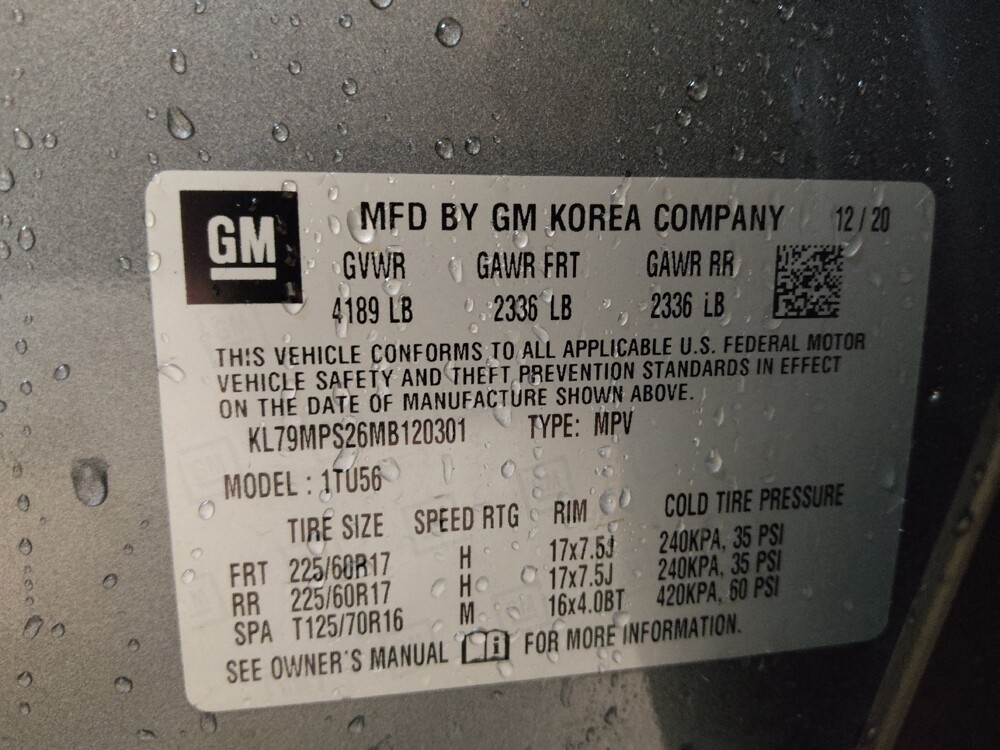 GM
MFD BY GM KOREA COMPANY 12 / 20
GVWR GAWR FRT GAWR RR
4189 LB 2336 LB 2336 LB
THIS VEHICLE CONFORMS TO ALL APPLICABLE U.S. FEDERAL MOTOR
VEHICLE SAFETY AND THEFT PREVENTION STANDARDS IN EFFECT
ON THE DATE OF MANUFACTURE SHOWN ABOVE.
KL79MPS26MB120301 TYPE: MPV
MODEL : 1TU56
TIRE SIZE SPEED RTG RIM COLD TIRE PRESSURE
FRT 225/60R17 H 17x7.5J 240KPA, 35 PSI
RR 225/60R17 H 17x7.5J 240KPA, 35 PSI
SPA T125/70R16 M 16x4.0BT 420KPA, 60 PSI
SEE OWNER'S MANUAL FOR MORE INFORMATION.